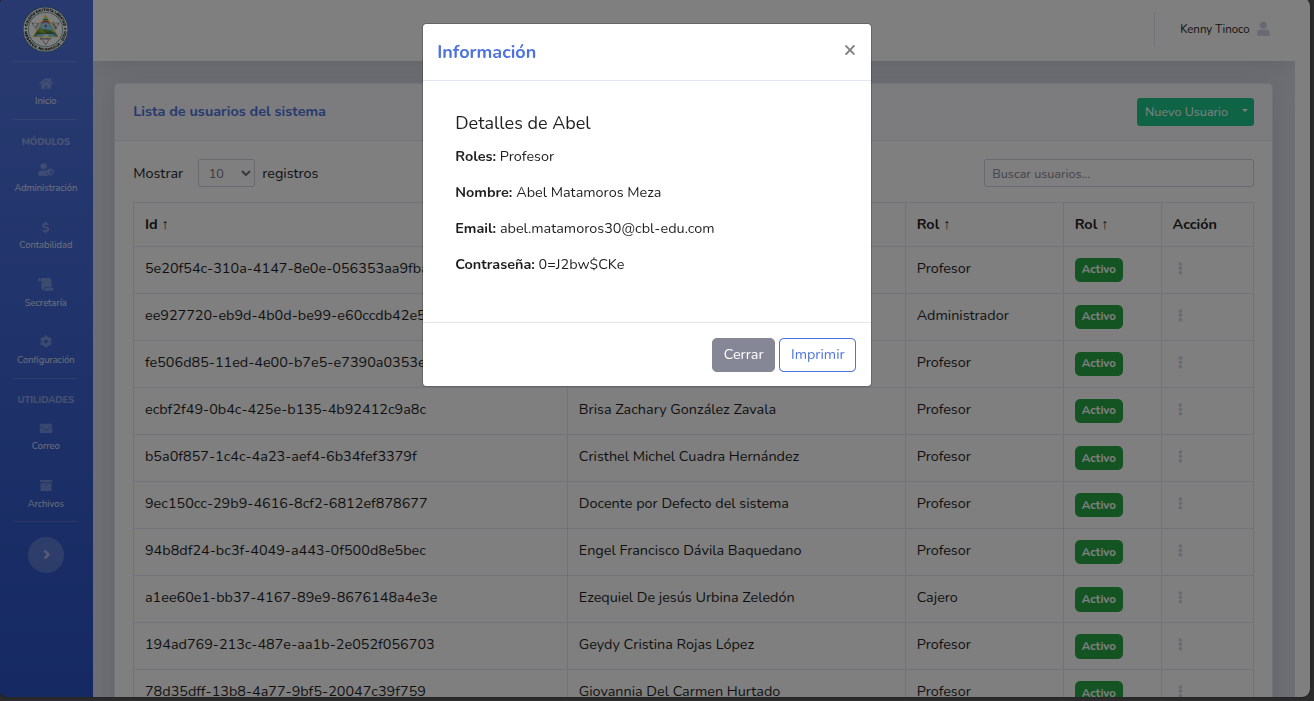 Kenny Tinoco
Inicio
MÓDULOS
Administración
Contabilidad
Secretaria
Configuración
UTILIDADES
Correo
Archivos
Información ×
Detalles de Abel
Roles: Profesor
Nombre: Abel Matamoros Meza
Email: abel.matamoros30@cbl-edu.com
Contraseña: 0=J2bw$CKe
Cerrar Imprimir
Lista de usuarios del sistema Nuevo Usuario
Mostrar 10 registros Buscar usuarios...
Id ↑ Rol ↑ Rol ↑ Acción
5e20f54c-310a-4147-8e0e-056353aa9fb Profesor Activo
ee927720-eb9d-4b0d-be99-e60ccdb42e5 Administrador Activo
fe506d85-11ed-4e00-b7e5-e7390a0353e Profesor Activo
ecbf2f49-0b4c-425e-b135-4b92412c9a8c Brisa Zachary González Zavala Profesor Activo
b5a0f857-1c4c-4a23-aef4-6b34fef3379f Cristhel Michel Cuadra Hernández Profesor Activo
9ec150cc-29b9-4616-8cf2-6812ef878677 Docente por Defecto del sistema Profesor Activo
94b8df24-bc3f-4049-a443-0f500d8e5bec Engel Francisco Dávila Baquedano Profesor Activo
a1ee60e1-bb37-4167-89e9-8676148a4e3e Ezequiel De jesús Urbina Zeledón Cajero Activo
194ad769-213c-487e-aa1b-2e052f056703 Geydy Cristina Rojas López Profesor Activo
78d35dff-13b8-4a77-9bf5-20047c39f759 Giovannia Del Carmen Hurtado Profesor Activo